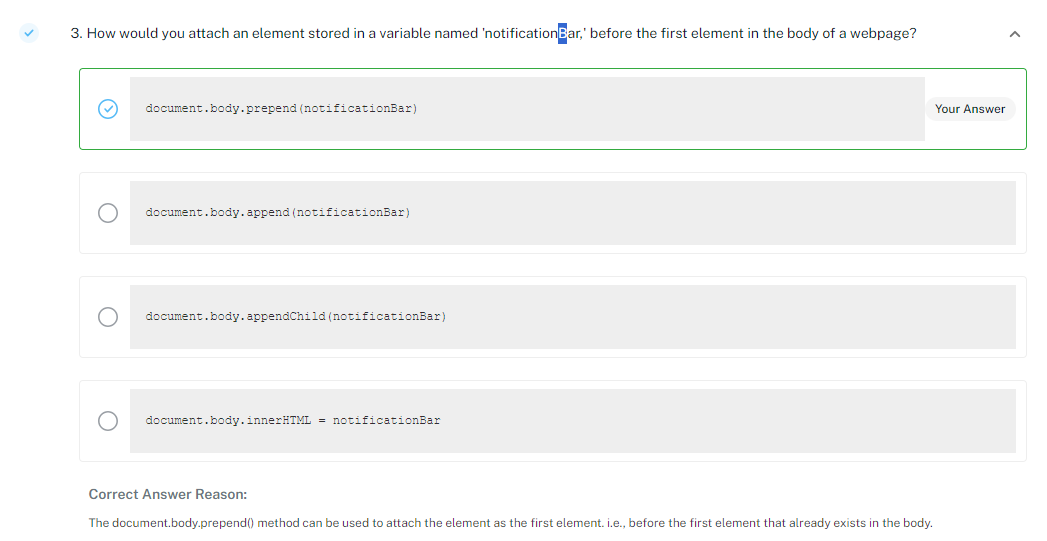 3. How would you attach an element stored in a variable named 'notificationBar,' before the first element in the body of a webpage?
document.body.prepend(notificationBar)
Your Answer
document.body.append(notificationBar)
document.body.appendChild(notificationBar)
document.body.innerHTML = notificationBar
Correct Answer Reason:
The document.body.prepend() method can be used to attach the element as the first element. i.e., before the first element that already exists in the body.